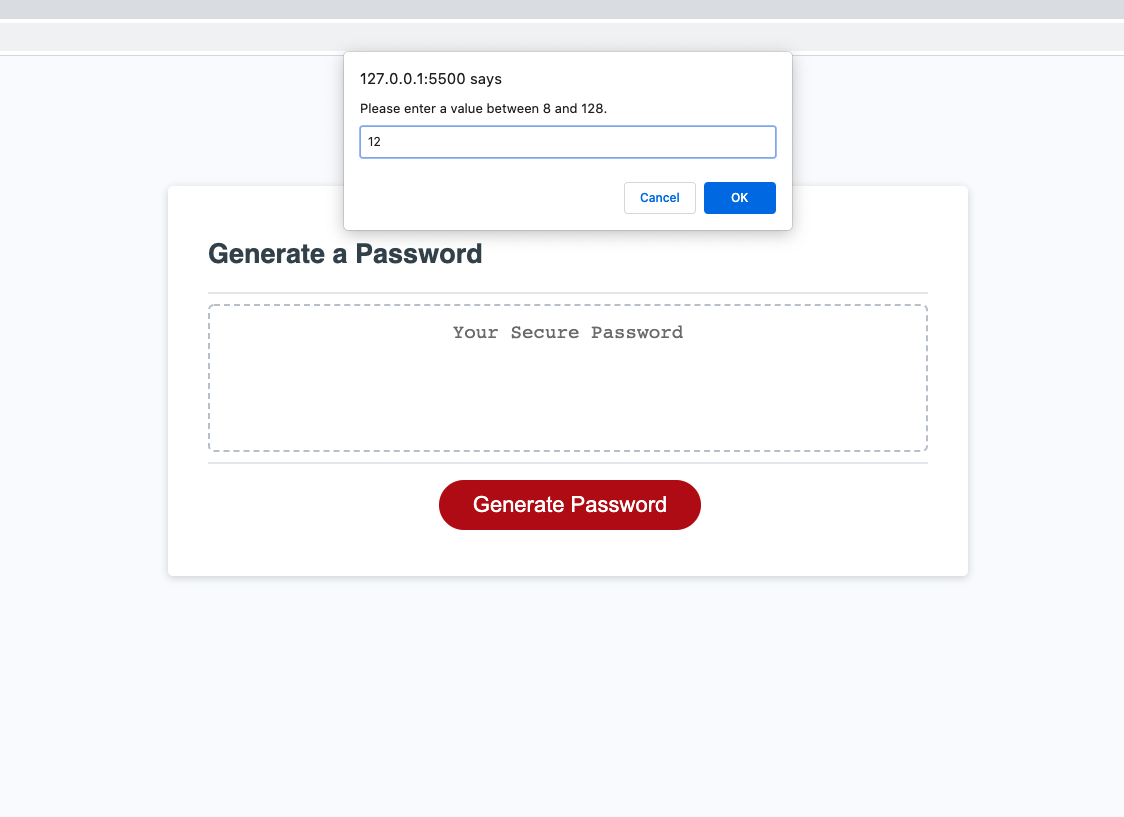 127.0.0.1:5500 says
Please enter a value between 8 and 128.
12
Cancel OK
Generate a Password
Your Secure Password
Generate Password